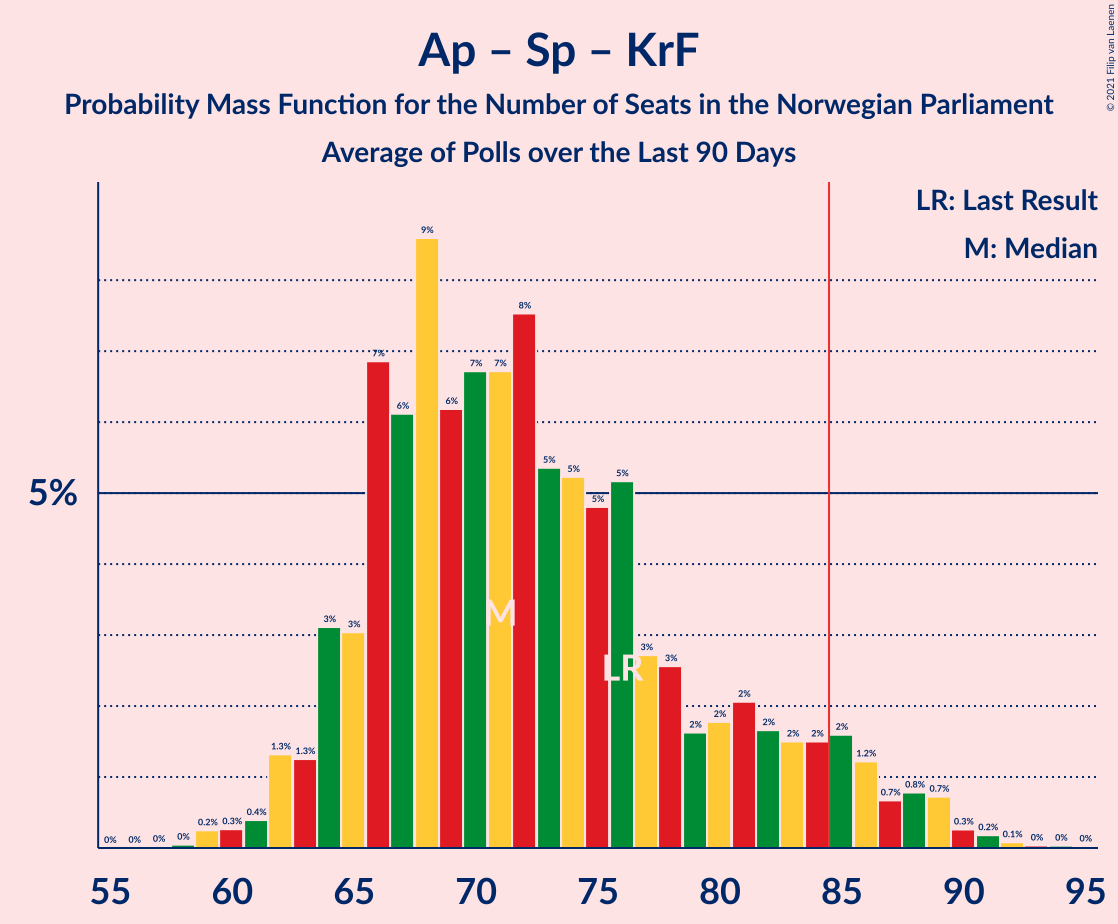 © 2021 Filip van Laenen
Ap – Sp – KrF
Probability Mass Function for the Number of Seats in the Norwegian Parliament
Average of Polls over the Last 90 Days
LR: Last Result
M: Median
5%
0% 0% 0% 0% 0.2% 0.3% 0.4% 1.3% 1.3% 3% 3% 7% 6% 9% 6% 7% 7% 8% 5% 5% 5% 5% 3% 3% 2% 2% 2% 2% 2% 2% 2% 1.2% 0.7% 0.8% 0.7% 0.3% 0.2% 0.1% 0% 0% 0%
M
LR
55 60 65 70 75 80 85 90 95